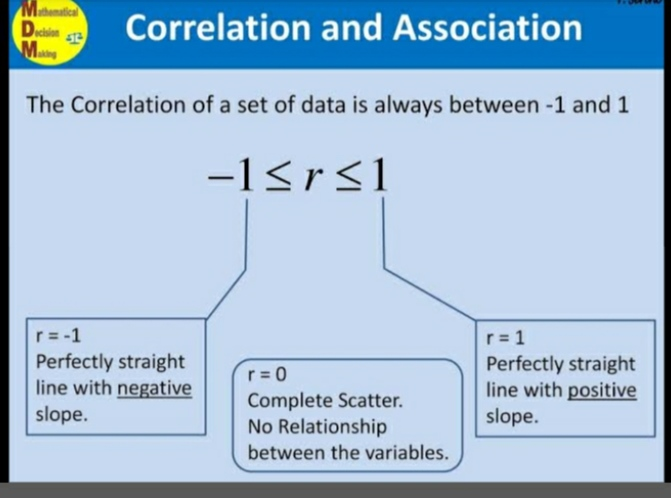 Mathematical
Decision
Making
Correlation and Association
The Correlation of a set of data is always between -1 and 1
−1 ≤ r ≤ 1
r = -1
Perfectly straight
line with negative
slope.
r = 0
Complete Scatter.
No Relationship
between the variables.
r = 1
Perfectly straight
line with positive
slope.